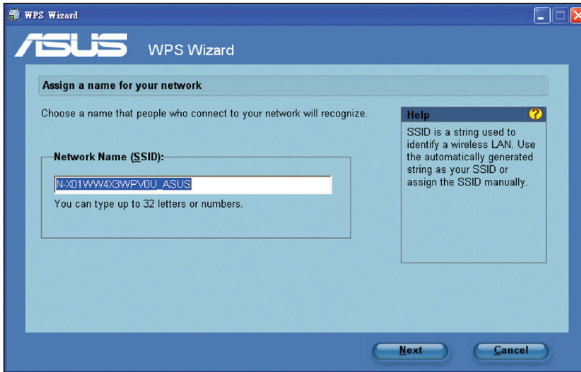 WPS Wizard
ASUS WPS Wizard
Assign a name for your network
Choose a name that people who connect to your network will recognize.
Network Name (SSID):
N-X01WW4X3WPV0U_ASUS
You can type up to 32 letters or numbers.
Help
SSID is a string used to
identify a wireless LAN. Use
the automatically generated
string as your SSID or
assign the SSID manually.
Next
Cancel